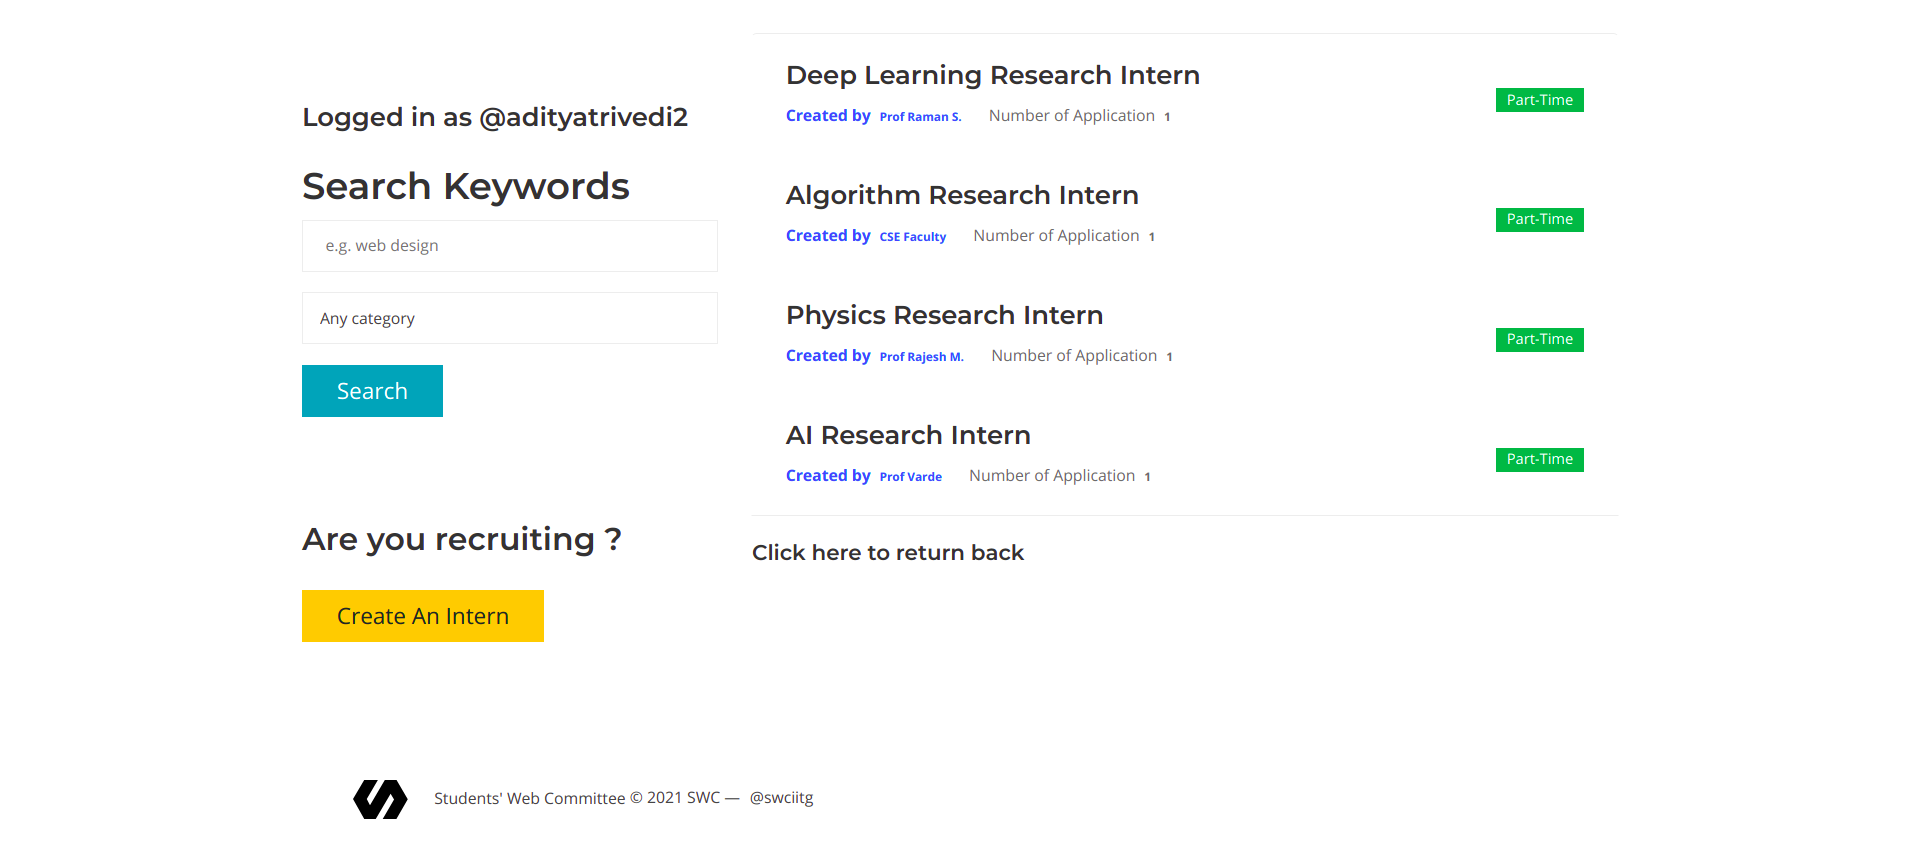 Logged in as @adityatrivedi2
Search Keywords
e.g. web design
Any category
Search
Are you recruiting ?
Create An Intern
Deep Learning Research Intern
Created by Prof Raman S. Number of Application 1
Part-Time
Algorithm Research Intern
Created by CSE Faculty Number of Application 1
Part-Time
Physics Research Intern
Created by Prof Rajesh M. Number of Application 1
Part-Time
AI Research Intern
Created by Prof Varde Number of Application 1
Part-Time
Click here to return back
Students' Web Committee © 2021 SWC — @swciitg